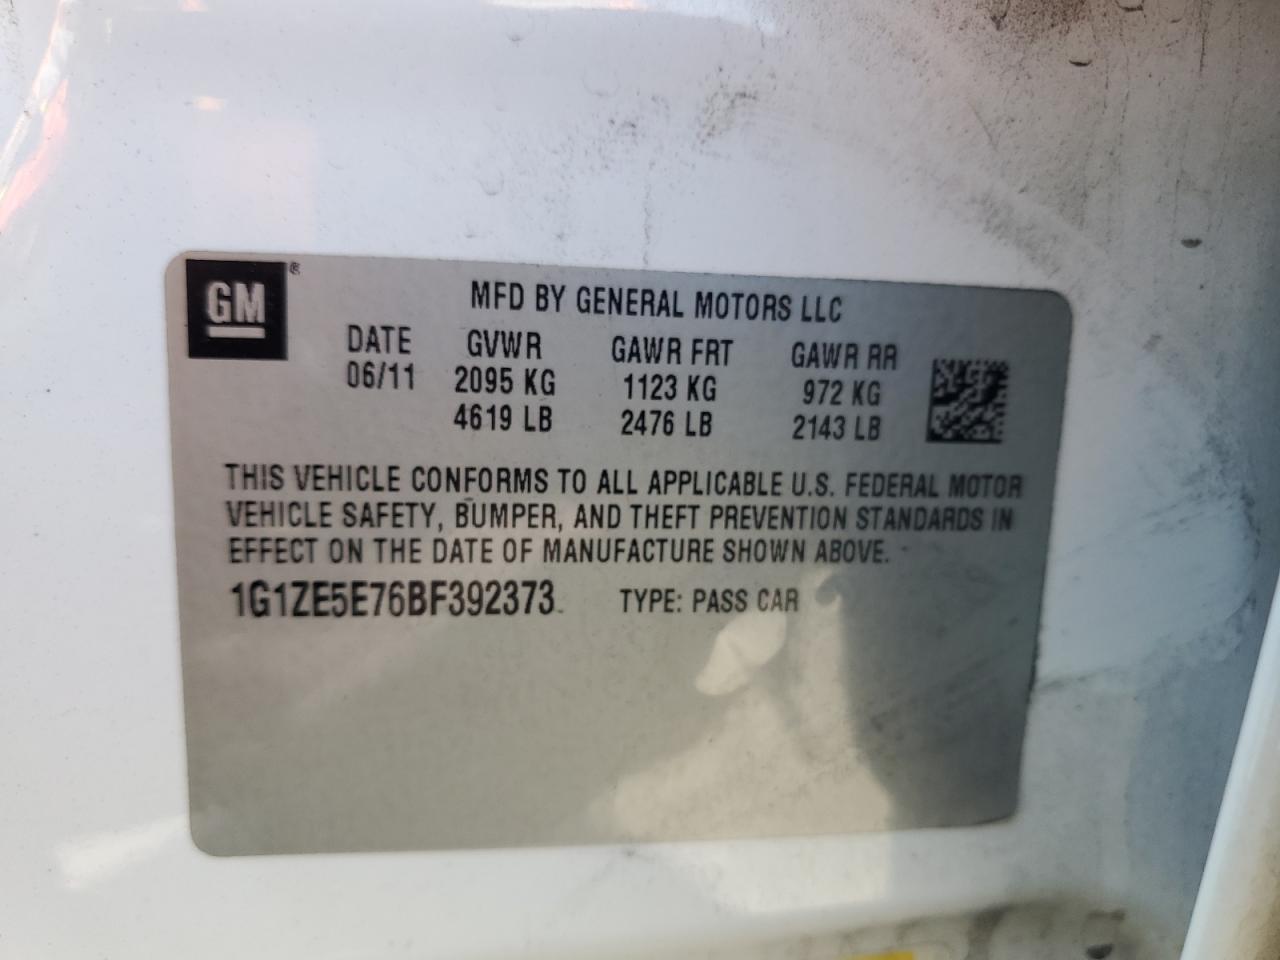 GM®
MFD BY GENERAL MOTORS LLC
DATE GVWR GAWR FRT GAWR RR
06/11 2095 KG 1123 KG 972 KG
4619 LB 2476 LB 2143 LB
THIS VEHICLE CONFORMS TO ALL APPLICABLE U.S. FEDERAL MOTOR
VEHICLE SAFETY, BUMPER, AND THEFT PREVENTION STANDARDS IN
EFFECT ON THE DATE OF MANUFACTURE SHOWN ABOVE.
1G1ZE5E76BF392373 TYPE: PASS CAR